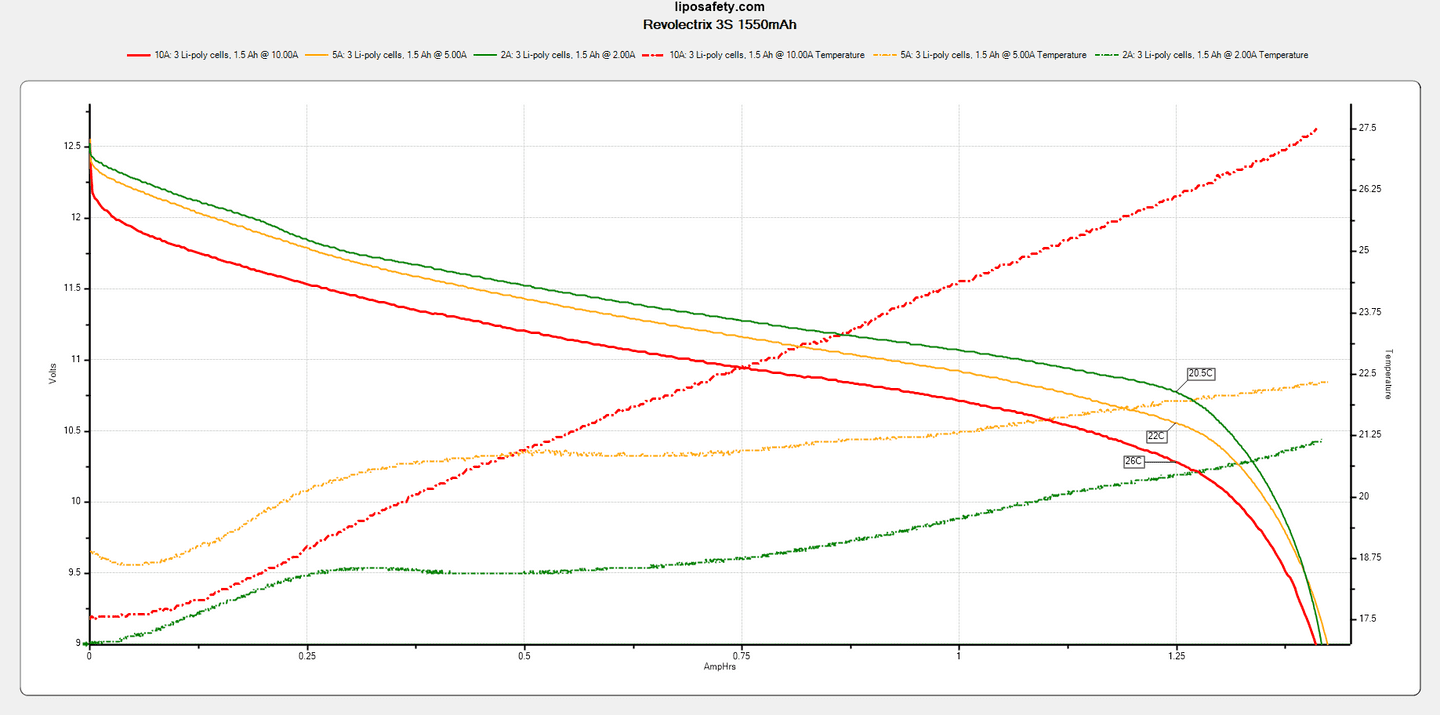 liposafety.com
Revolectrix 3S 1550mAh
10A: 3 Li-poly cells, 1.5 Ah @ 10.00A 5A: 3 Li-poly cells, 1.5 Ah @ 5.00A 2A: 3 Li-poly cells, 1.5 Ah @ 2.00A 10A: 3 Li-poly cells, 1.5 Ah @ 10.00A Temperature 5A: 3 Li-poly cells, 1.5 Ah @ 5.00A Temperature 2A: 3 Li-poly cells, 1.5 Ah @ 2.00A Temperature
12.5
12
11.5
11
10.5
10
9.5
9
Volts
20.5C
22C
26C
27.5
26.25
25
23.75
22.5
21.25
20
18.75
17.5
Temperature
0 0.25 0.5 0.75 1 1.25
AmpHrs